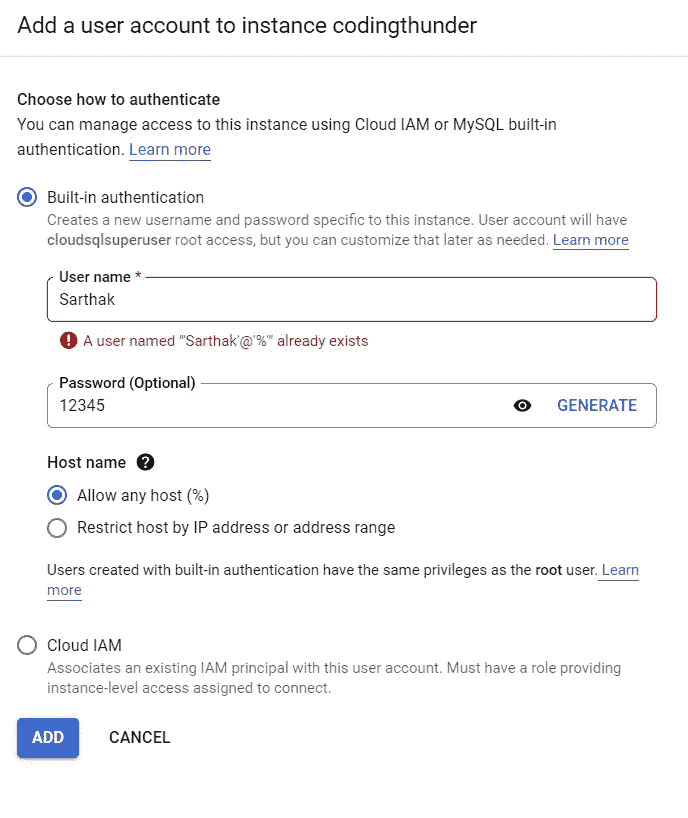 Add a user account to instance codingthunder
Choose how to authenticate
You can manage access to this instance using Cloud IAM or MySQL built-in
authentication. Learn more
Built-in authentication
Creates a new username and password specific to this instance. User account will have
cloudsqlsuperuser root access, but you can customize that later as needed. Learn more
User name *
Sarthak
! A user named "'Sarthak'@'%'" already exists
Password (Optional)
12345 GENERATE
Host name ?
Allow any host (%)
Restrict host by IP address or address range
Users created with built-in authentication have the same privileges as the root user. Learn
more
Cloud IAM
Associates an existing IAM principal with this user account. Must have a role providing
instance-level access assigned to connect.
ADD CANCEL